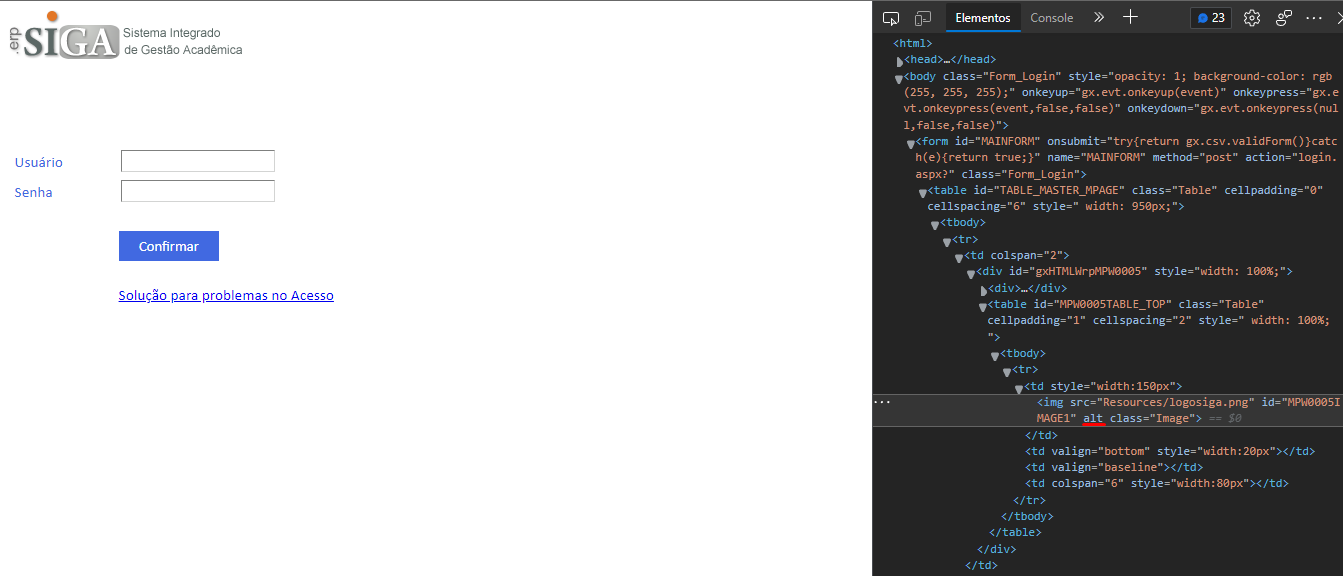 .erp
SIGA
Sistema Integrado
de Gestão Acadêmica
Usuário
Senha
Confirmar
Solução para problemas no Acesso
Elementos
Console
23
<html>
<head>…</head>
<body class="Form_Login" style="opacity: 1; background-color: rgb
(255, 255, 255);" onkeyup="gx.evt.onkeyup(event)" onkeypress="gx.e
vt.onkeypress(event,false,false)" onkeydown="gx.evt.onkeypress(nul
l,false,false)">
<form id="MAINFORM" onsubmit="try{return gx.csv.validForm()}catc
h(e){return true;}" name="MAINFORM" method="post" action="login.
aspx?" class="Form_Login">
<table id="TABLE_MASTER_MPAGE" class="Table" cellpadding="0"
cellspacing="6" style=" width: 950px;">
<tbody>
<tr>
<td colspan="2">
<div id="gxHTMLWrpMPW0005" style="width: 100%;">
<div>…</div>
<table id="MPW0005TABLE_TOP" class="Table"
cellpadding="1" cellspacing="2" style=" width: 100%;
">
<tbody>
<tr>
<td style="width:150px">
<img src="Resources/logosiga.png" id="MPW0005I
MAGE1" alt class="Image"> == $0
</td>
<td valign="bottom" style="width:20px"></td>
<td valign="baseline"></td>
<td colspan="6" style="width:80px"></td>
</tr>
</tbody>
</table>
</div>
</td>